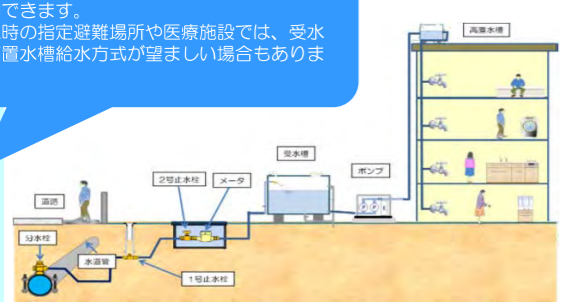 できます。
時の指定避難場所や医療施設では、受水
置水槽給水方式が望ましい場合もありま
高置水槽
受水槽
ポンプ
2号止水栓
メータ
道路
分水栓
水道管
1号止水栓